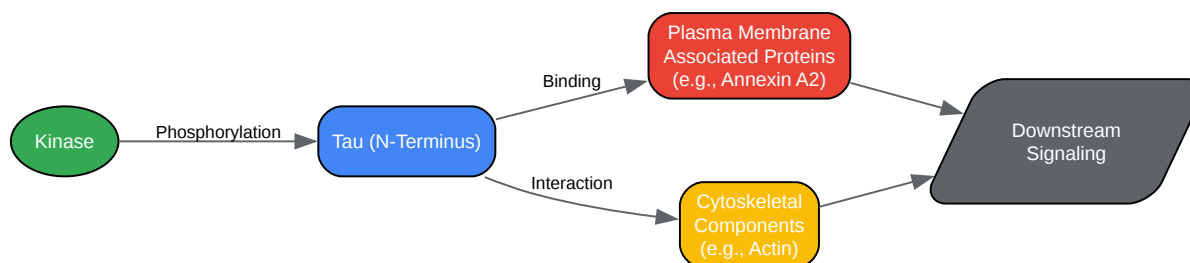 Kinase
Phosphorylation
Tau (N-Terminus)
Binding
Plasma Membrane
Associated Proteins
(e.g., Annexin A2)
Interaction
Cytoskeletal
Components
(e.g., Actin)
Downstream
Signaling